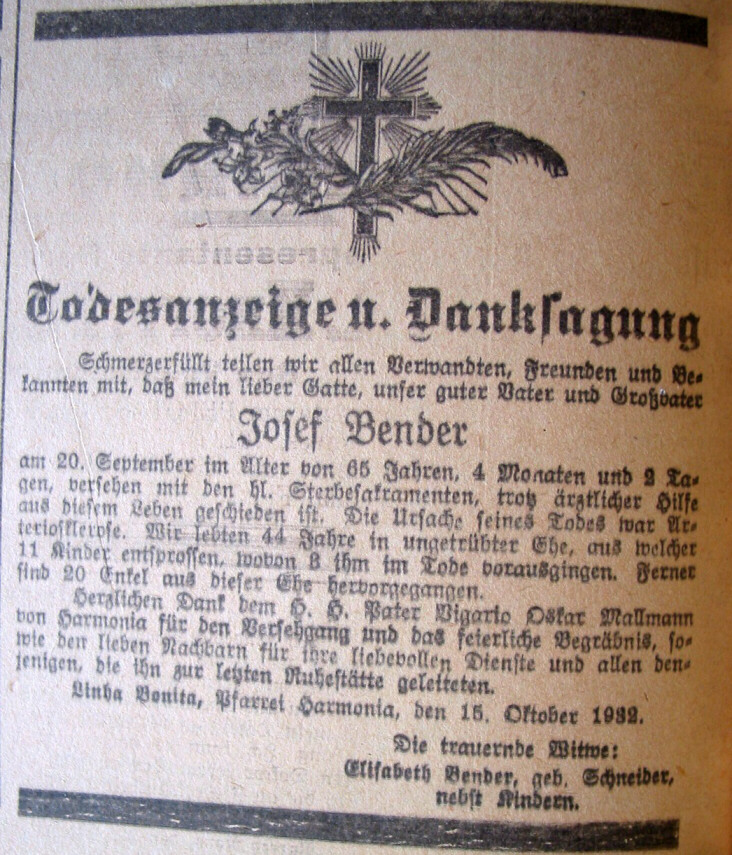 Todesanzeige u. Danksagung
Schmerzerfüllt teilen wir allen Verwandten, Freunden und Be-
kannten mit, daß mein lieber Gatte, unser guter Vater und Großvater
Josef Bender
am 20. September im Alter von 65 Jahren, 4 Monaten und 2 Ta-
gen, versehen mit den hl. Sterbesakramenten, trotz ärztlicher Hilfe
aus diesem Leben geschieden ist. Die Ursache seines Todes war Ar-
teriosklerose. Wir lebten 44 Jahre in ungetrübter Ehe, aus welcher
11 Kinder entsprossen, wovon 3 ihm im Tode vorausgingen. Ferner
sind 20 Enkel aus dieser Ehe hervorgegangen.
Herzlichen Dank dem H. H. Pater Vigario Oskar Mallmann
von Harmonia für den Versehgang und das feierliche Begräbnis, so-
wie den lieben Nachbarn für ihre liebevollen Dienste und allen den-
jenigen, die ihn zur letzten Ruhestätte geleiteten.
Linha Bonita, Pfarrei Harmonia, den 15. Oktober 1932.
Die trauernde Witwe:
Elisabeth Bender, geb. Schneider,
nebst Kindern.